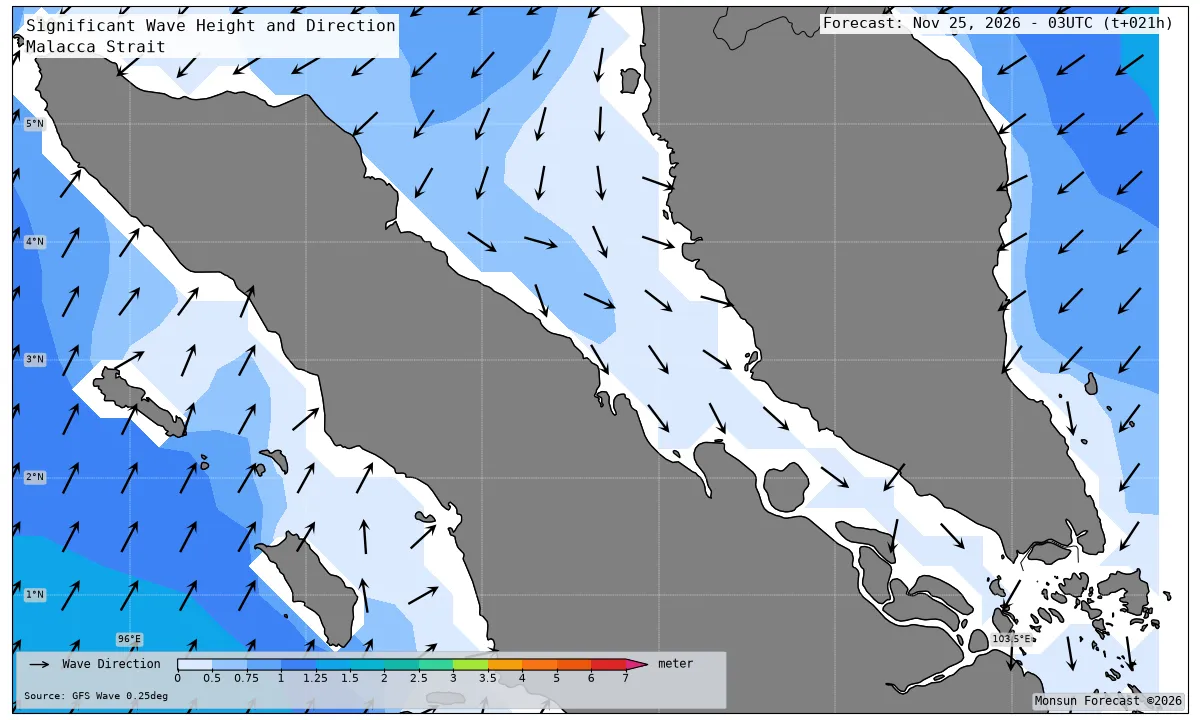 Significant Wave Height and Direction
Malacca Strait
Forecast: Nov 25, 2026 - 03UTC (t+021h)
5°N
4°N
3°N
2°N
1°N
96°E
103.5°E
Wave Direction
0 0.5 0.75 1 1.25 1.5 2 2.5 3 3.5 4 5 6 7
meter
Source: GFS Wave 0.25deg
Monsun Forecast ©2026